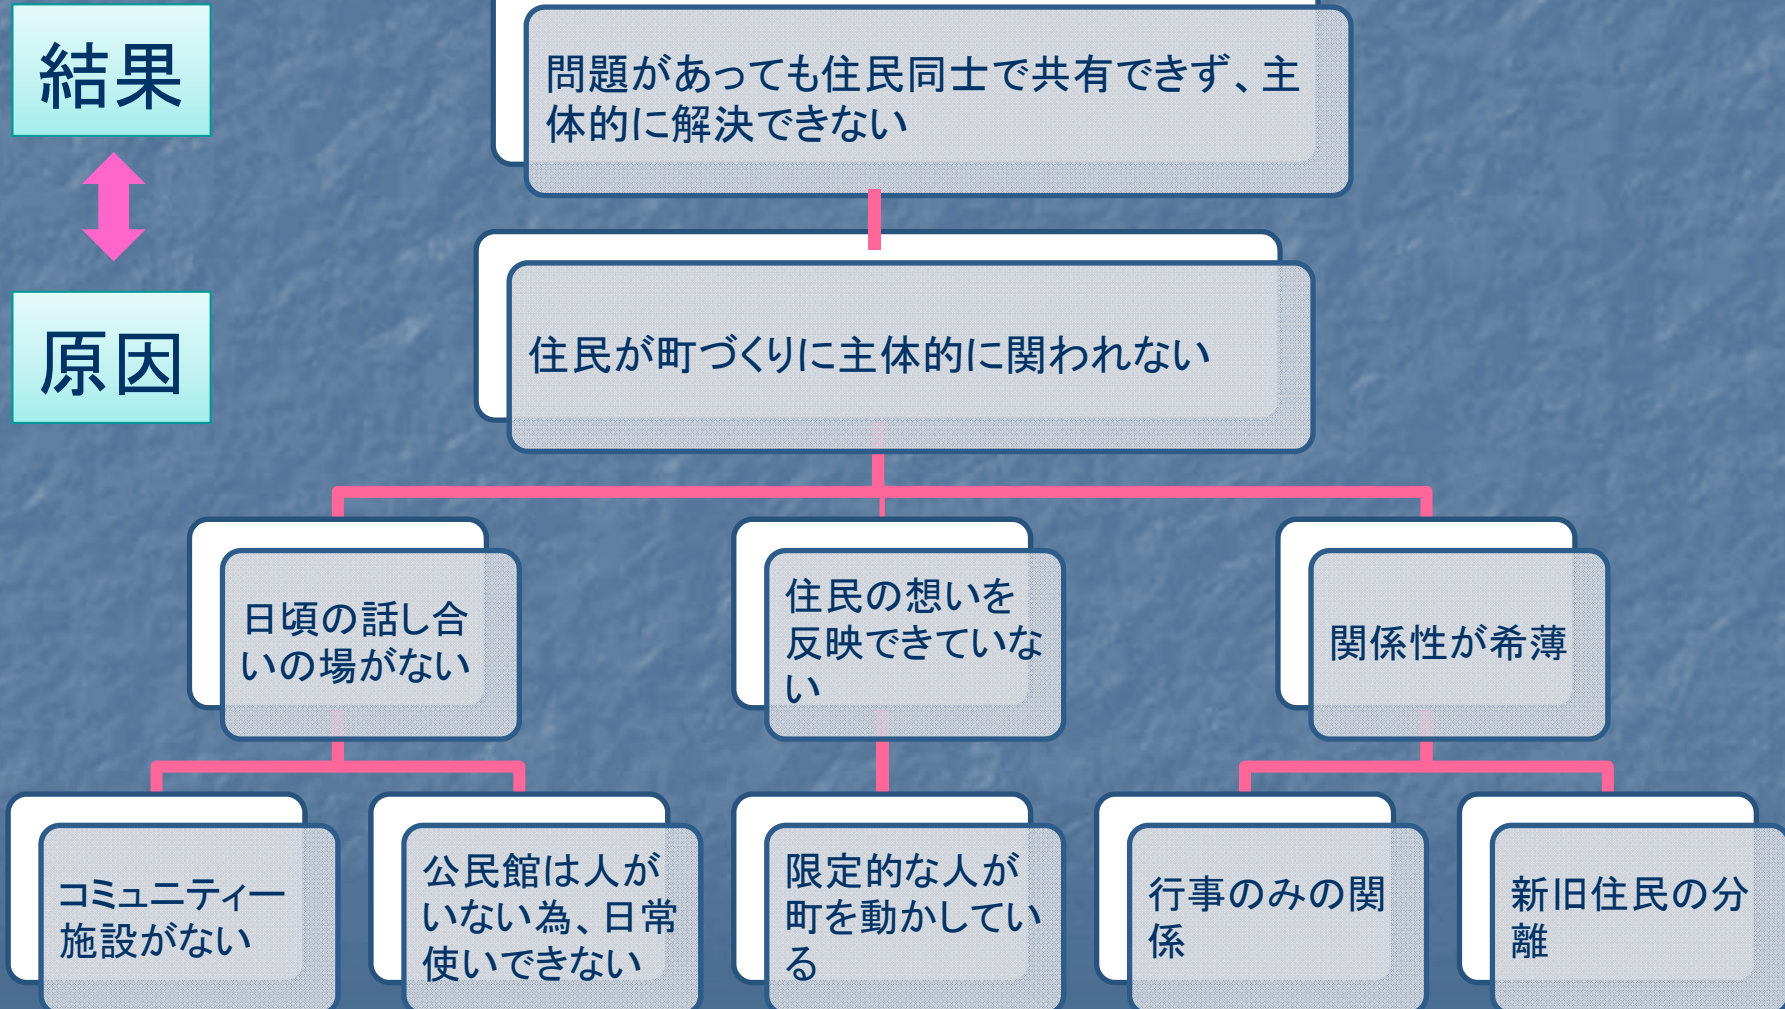 結果
問題があっても住民同士で共有できず、主
体的に解決できない
原因
住民が町づくりに主体的に関われない
日頃の話し合
いの場がない
住民の想いを
反映できていな
い
関係性が希薄
コミュニティー
施設がない
公民館は人が
いない為、日常
使いできない
限定的な人が
町を動かしてい
る
行事のみの関
係
新旧住民の分
離